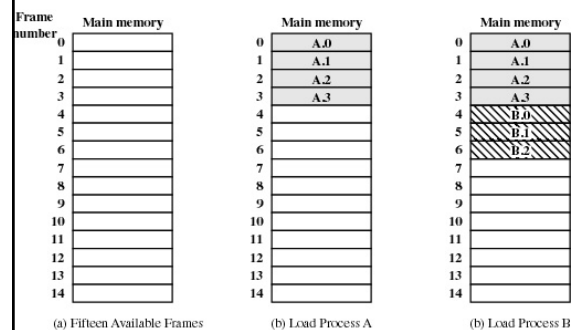 Frame number
Main memory
0
1
2
3
4
5
6
7
8
9
10
11
12
13
14
(a) Fifteen Available Frames
Main memory
0 A.0
1 A.1
2 A.2
3 A.3
4
5
6
7
8
9
10
11
12
13
14
(b) Load Process A
Main memory
0 A.0
1 A.1
2 A.2
3 A.3
4 B.0
5 B.1
6 B.2
7
8
9
10
11
12
13
14
(b) Load Process B